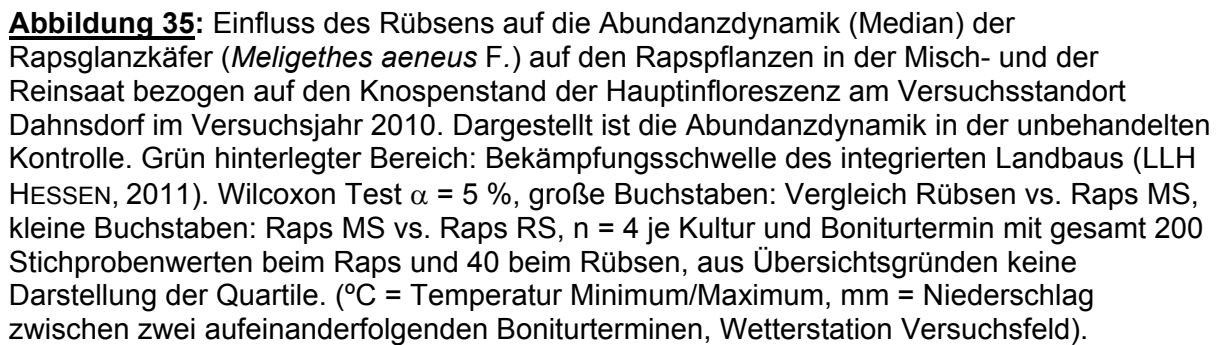 Abbildung 35: Einfluss des Rübsens auf die Abundanzdynamik (Median) der
Rapsglanzkäfer (Meligethes aeneus F.) auf den Rapspflanzen in der Misch- und der
Reinsaat bezogen auf den Knospenstand der Hauptinfloreszenz am Versuchsstandort
Dahnsdorf im Versuchsjahr 2010. Dargestellt ist die Abundanzdynamik in der unbehandelten
Kontrolle. Grün hinterlegter Bereich: Bekämpfungsschwelle des integrierten Landbaus (LLH
HESSEN, 2011). Wilcoxon Test α = 5 %, große Buchstaben: Vergleich Rübsen vs. Raps MS,
kleine Buchstaben: Raps MS vs. Raps RS, n = 4 je Kultur und Boniturtermin mit gesamt 200
Stichprobenwerten beim Raps und 40 beim Rübsen, aus Übersichtsgründen keine
Darstellung der Quartile. (ºC = Temperatur Minimum/Maximum, mm = Niederschlag
zwischen zwei aufeinanderfolgenden Boniturterminen, Wetterstation Versuchsfeld).